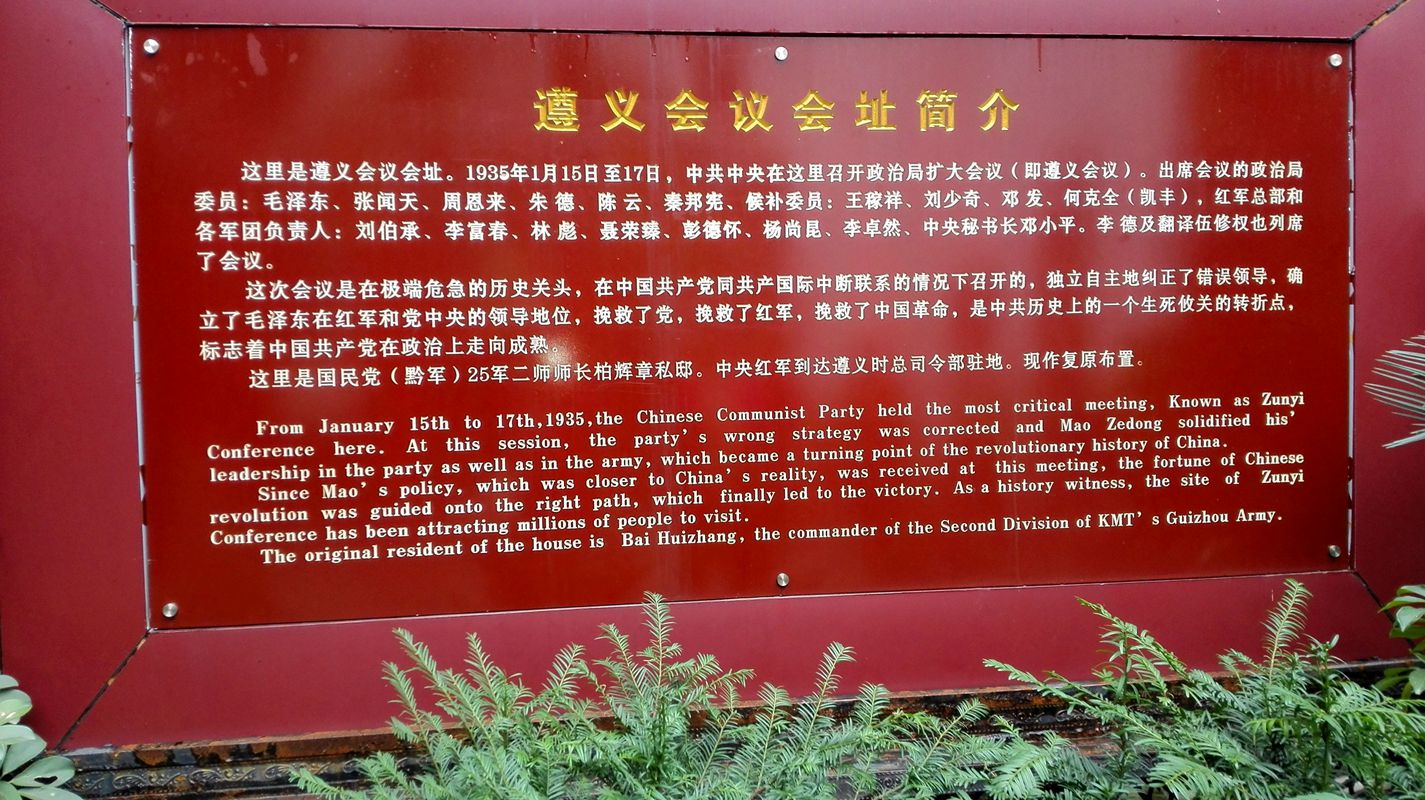 遵义会议会址简介
这里是遵义会议会址。1935年1月15日至17日，中共中央在这里召开政治局扩大会议（即遵义会议）。出席会议的政治局
委员：毛泽东、张闻天、周恩来、朱 德、陈 云、秦邦宪、候补委员：王稼祥、刘少奇、邓 发、何克全（凯丰），红军总部和
各军团负责人：刘伯承、李富春、林 彪、聂荣臻、彭德怀、杨尚昆、李卓然、中央秘书长邓小平。李 德及翻译伍修权也列席
了会议。
这次会议是在极端危急的历史关头，在中国共产党同共产国际中断联系的情况下召开的，独立自主地纠正了错误领导，确
立了毛泽东在红军和党中央的领导地位，挽救了党，挽救了红军，挽救了中国革命，是中共历史上的一个生死攸关的转折点，
标志着中国共产党在政治上走向成熟。
这里是国民党（黔军）25军二师师长柏辉章私邸。中央红军到达遵义时总司令部驻地。现作复原布置。
From January 15th to 17th,1935,the Chinese Communist Party held the most critical meeting, Known as Zunyi
Conference here. At this session, the party’s wrong strategy was corrected and Mao Zedong solidified his’
leadership in the party as well as in the army, which became a turning point of the revolutionary history of China.
Since Mao’s policy, which was closer to China’s reality, was received at this meeting, the fortune of Chinese
revolution was guided onto the right path, which finally led to the victory. As a history witness, the site of Zunyi
Conference has been attracting millions of people to visit.
The original resident of the house is Bai Huizhang, the commander of the Second Division of KMT’s Guizhou Army.